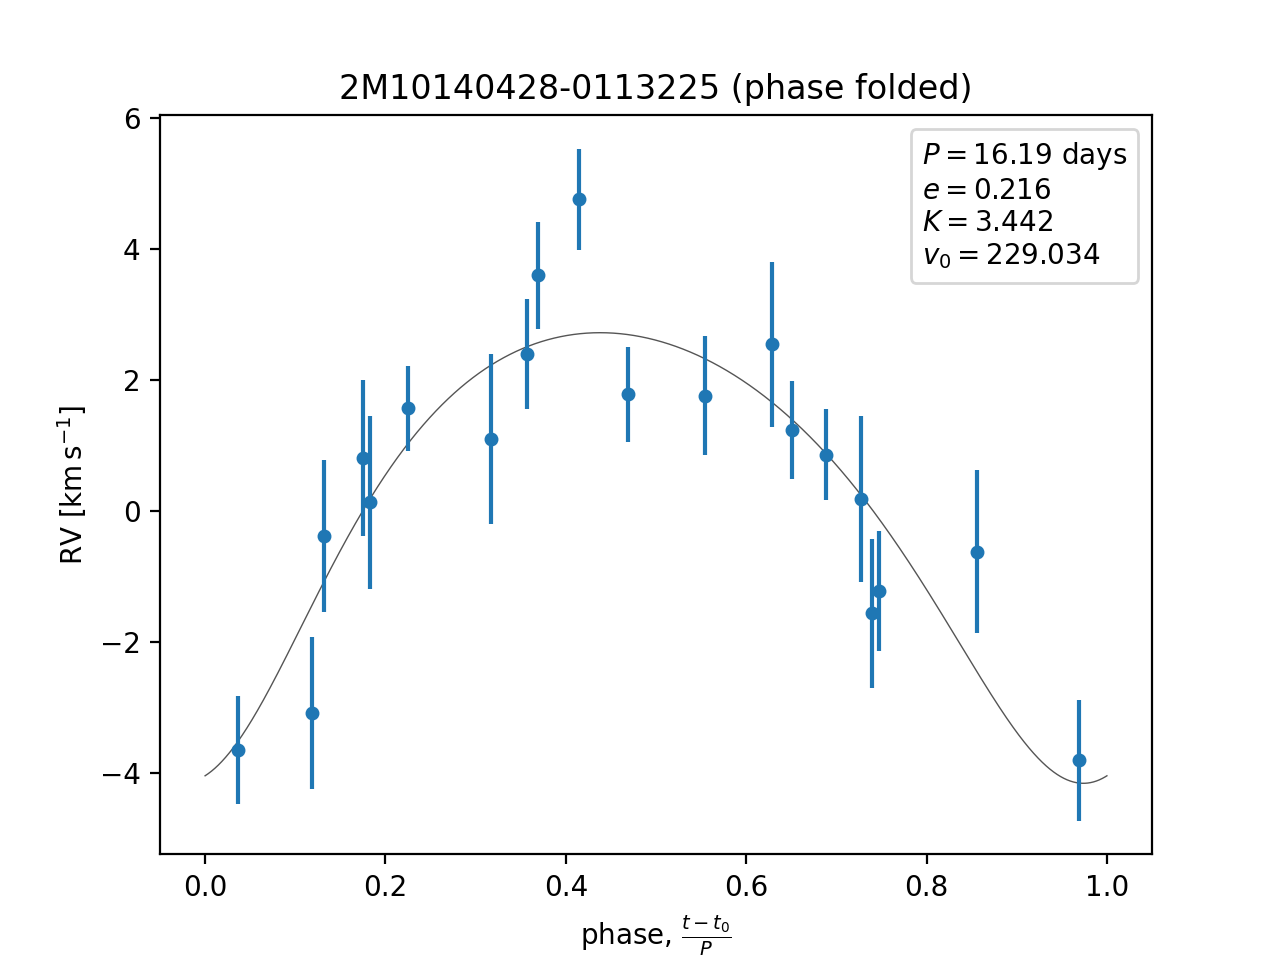 2M10140428-0113225 (phase folded)
P = 16.19 days
e = 0.216
K = 3.442
v₀ = 229.034
RV [km s⁻¹]
6
4
2
0
−2
−4
0.0 0.2 0.4 0.6 0.8 1.0
phase, (t − t₀)/P